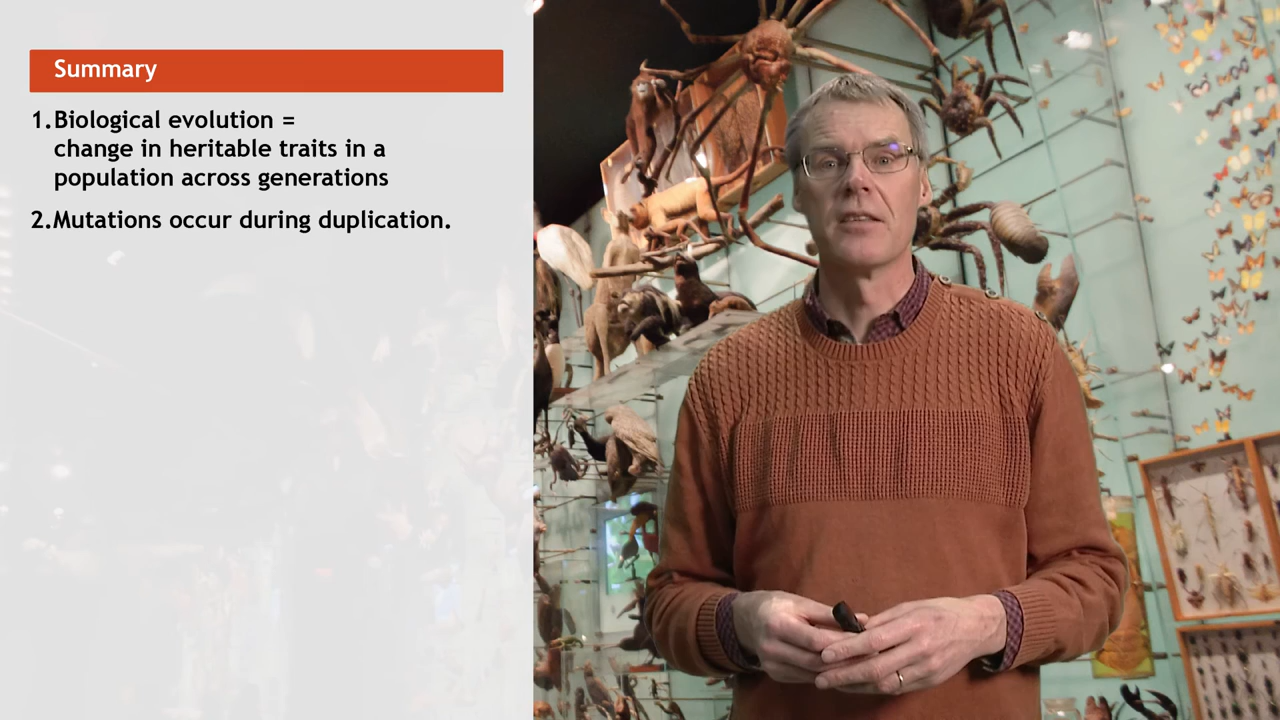 Summary
1.Biological evolution =
change in heritable traits in a
population across generations
2.Mutations occur during duplication.